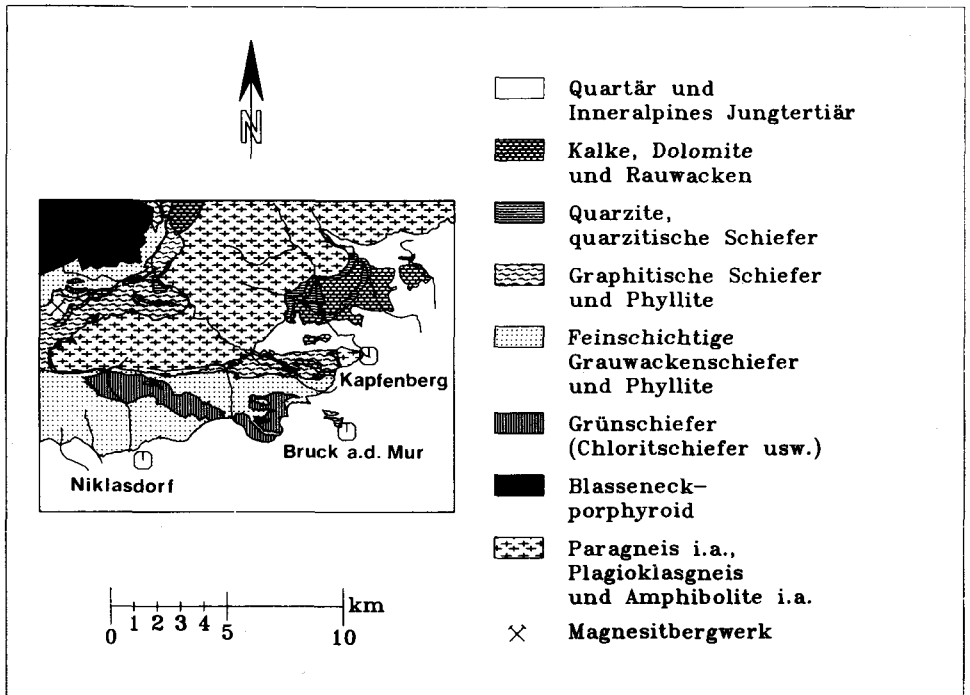 N
Kapfenberg
Bruck a.d. Mur
Niklasdorf
km
0 1 2 3 4 5 10
Quartär und
Inneralpines Jungtertiär
Kalke, Dolomite
und Rauwacken
Quarzite,
quarzitische Schiefer
Graphitische Schiefer
und Phyllite
Feinschichtige
Grauwackenschiefer
und Phyllite
Grünschiefer
(Chloritschiefer usw.)
Blasseneck-
porphyroid
Paragneis i.a.,
Plagioklasgneis
und Amphibolite i.a.
Magnesitbergwerk